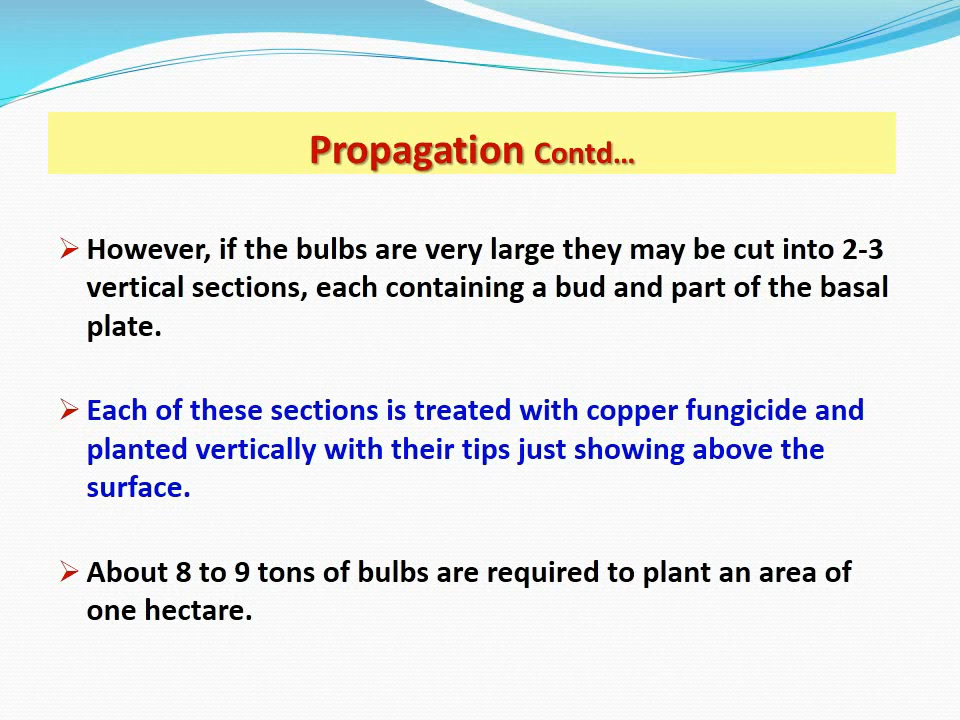 Propagation Contd...
However, if the bulbs are very large they may be cut into 2-3
vertical sections, each containing a bud and part of the basal
plate.
Each of these sections is treated with copper fungicide and
planted vertically with their tips just showing above the
surface.
About 8 to 9 tons of bulbs are required to plant an area of
one hectare.